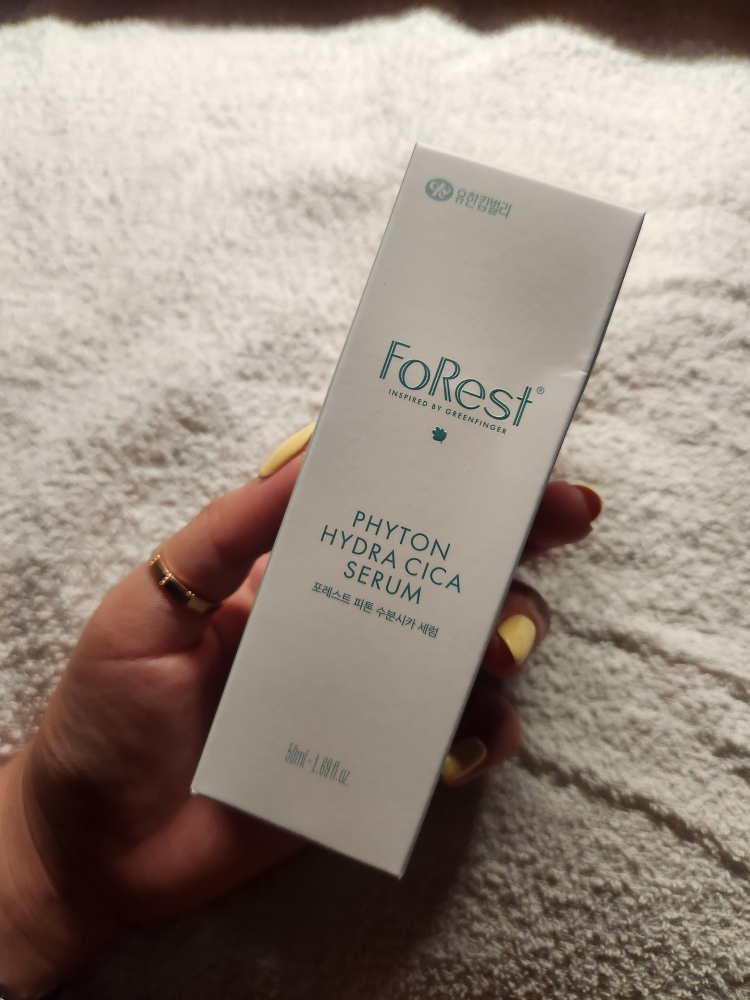 유한킴벌리
FoRest®
INSPIRED BY GREENFINGER
PHYTON
HYDRA CICA
SERUM
포레스트 피톤 수분시카 세럼
50ml · 1.69 fl.oz.